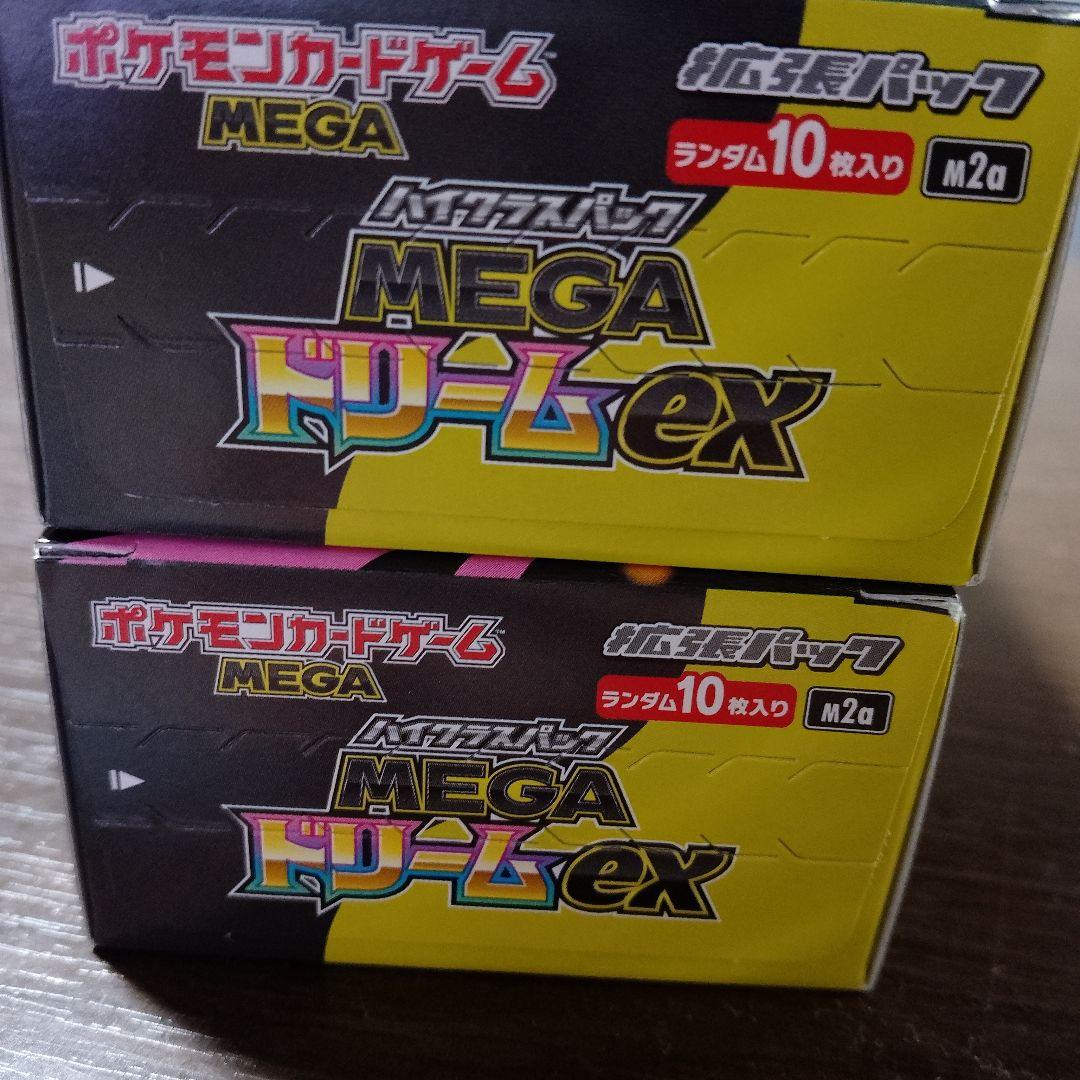 ポケモンカードゲーム™
MEGA
拡張パック
ランダム10枚入り
M2a
ハイクラスパック
MEGA
ドリームex
ポケモンカードゲーム™
MEGA
拡張パック
ランダム10枚入り
M2a
ハイクラスパック
MEGA
ドリームex